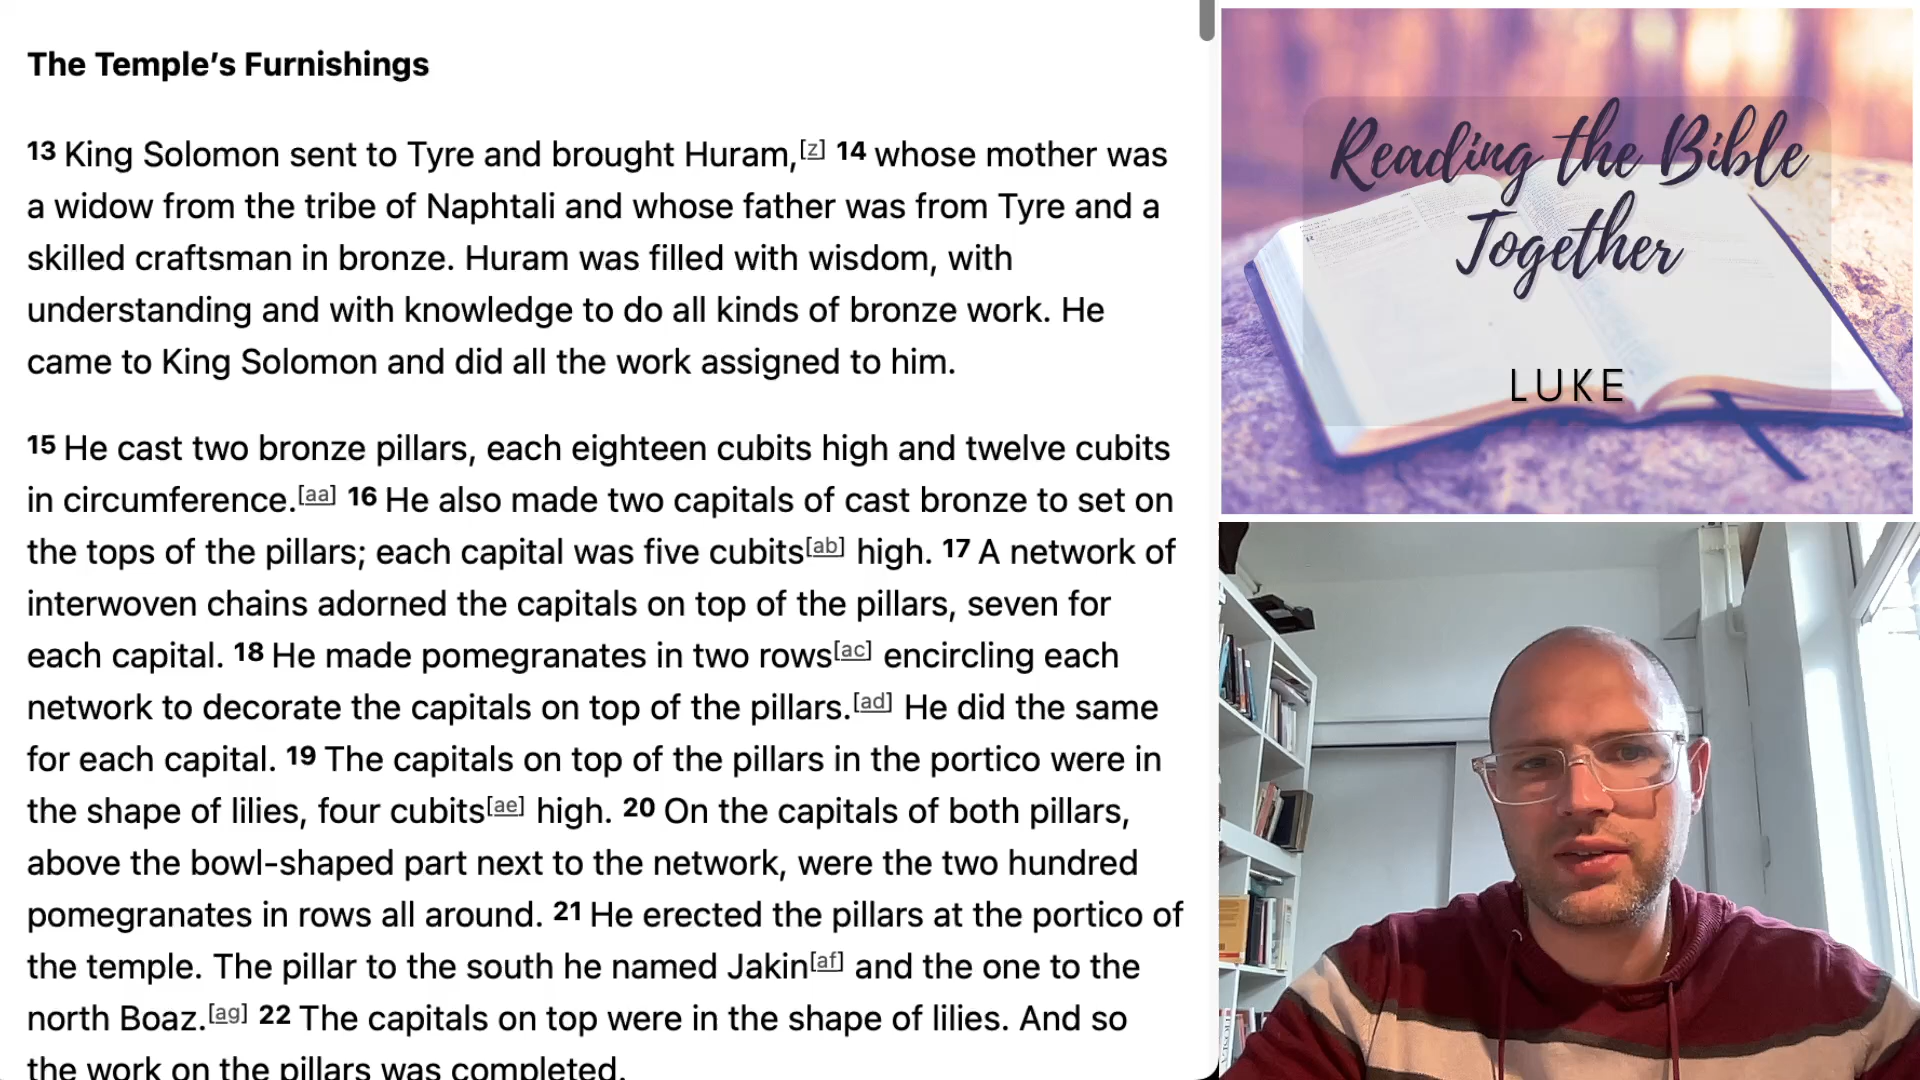 The Temple’s Furnishings
13 King Solomon sent to Tyre and brought Huram,[z] 14 whose mother was
a widow from the tribe of Naphtali and whose father was from Tyre and a
skilled craftsman in bronze. Huram was filled with wisdom, with
understanding and with knowledge to do all kinds of bronze work. He
came to King Solomon and did all the work assigned to him.
15 He cast two bronze pillars, each eighteen cubits high and twelve cubits
in circumference.[aa] 16 He also made two capitals of cast bronze to set on
the tops of the pillars; each capital was five cubits[ab] high. 17 A network of
interwoven chains adorned the capitals on top of the pillars, seven for
each capital. 18 He made pomegranates in two rows[ac] encircling each
network to decorate the capitals on top of the pillars.[ad] He did the same
for each capital. 19 The capitals on top of the pillars in the portico were in
the shape of lilies, four cubits[ae] high. 20 On the capitals of both pillars,
above the bowl-shaped part next to the network, were the two hundred
pomegranates in rows all around. 21 He erected the pillars at the portico of
the temple. The pillar to the south he named Jakin[af] and the one to the
north Boaz.[ag] 22 The capitals on top were in the shape of lilies. And so
the work on the pillars was completed.
Reading the Bible
Together
LUKE